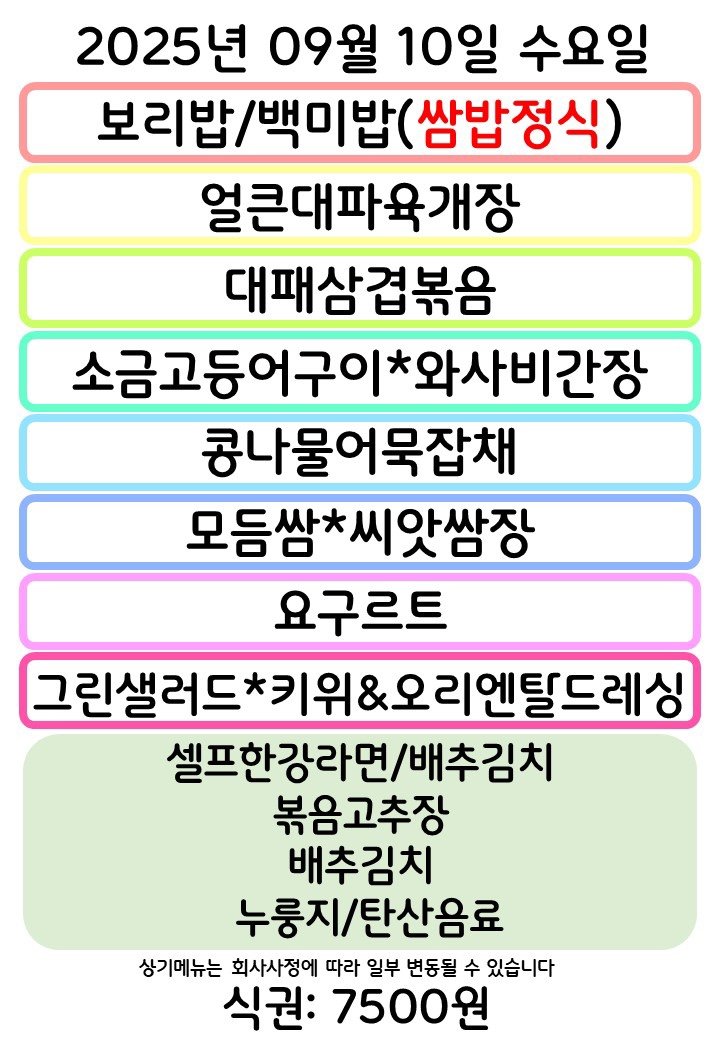 2025년 09월 10일 수요일
보리밥/백미밥(쌈밥정식)
얼큰대파육개장
대패삼겹볶음
소금고등어구이*와사비간장
콩나물어묵잡채
모듬쌈*씨앗쌈장
요구르트
그린샐러드*키위&오리엔탈드레싱
셀프한강라면/배추김치
볶음고추장
배추김치
누룽지/탄산음료
상기메뉴는 회사사정에 따라 일부 변동될 수 있습니다
식권: 7500원